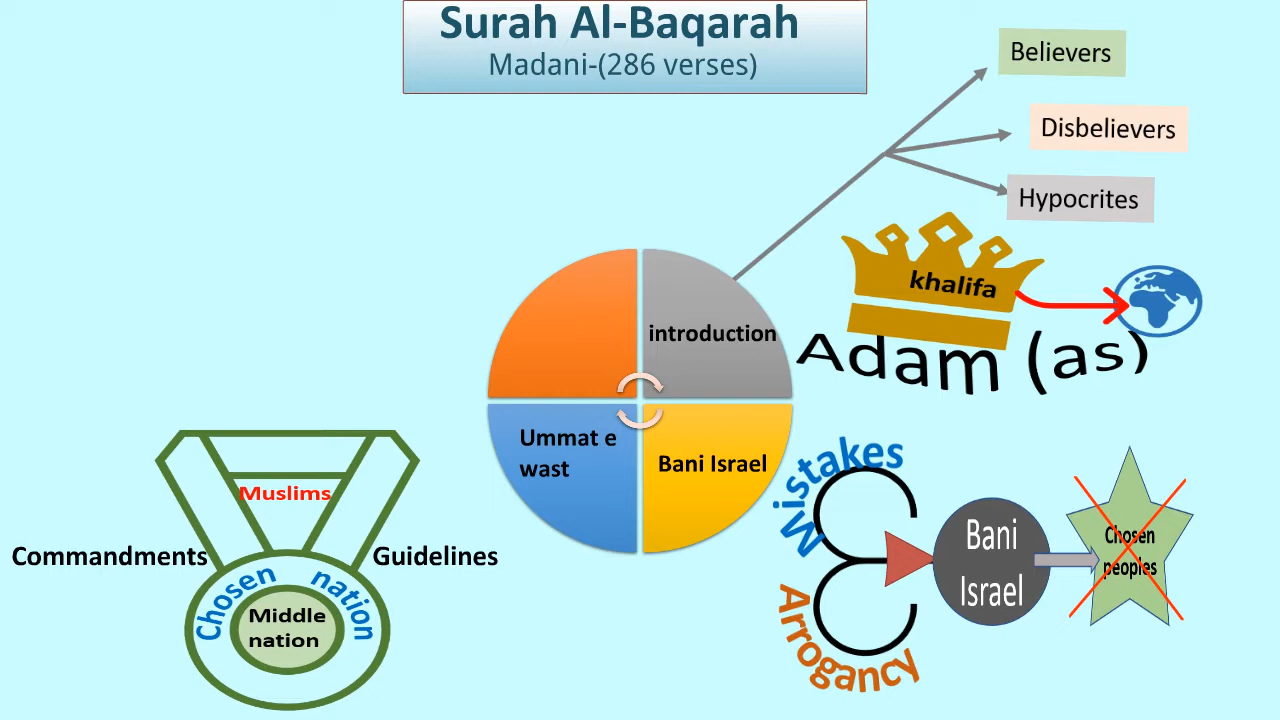 Surah Al-Baqarah
Madani-(286 verses)
Believers
Disbelievers
Hypocrites
khalifa
Adam (as)
introduction
Ummat e
wast
Bani Israel
Mistakes
Arrogancy
Bani
Israel
Chosen
peoples
Muslims
Commandments
Guidelines
Chosen nation
Middle
nation